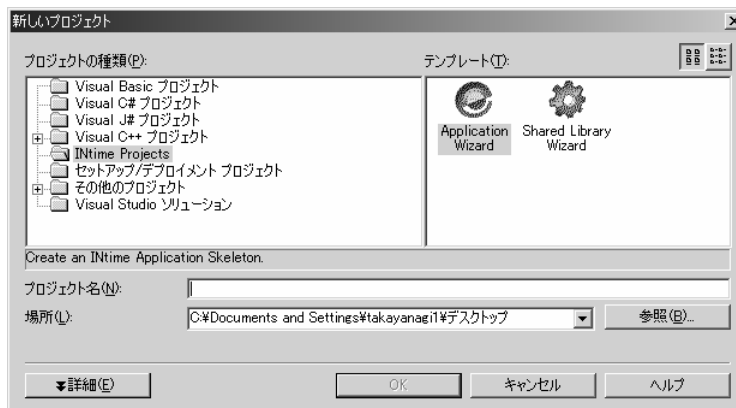 新しいプロジェクト
プロジェクトの種類(P):
テンプレート(T):
Visual Basic プロジェクト
Visual C# プロジェクト
Visual J# プロジェクト
Visual C++ プロジェクト
INtime Projects
セットアップ/デプロイメント プロジェクト
その他のプロジェクト
Visual Studio ソリューション
Application
Wizard
Shared Library
Wizard
Create an INtime Application Skeleton.
プロジェクト名(N):
場所(L):
C:¥Documents and Settings¥takayanagi1¥デスクトップ
参照(B)...
詳細(E)
OK
キャンセル
ヘルプ